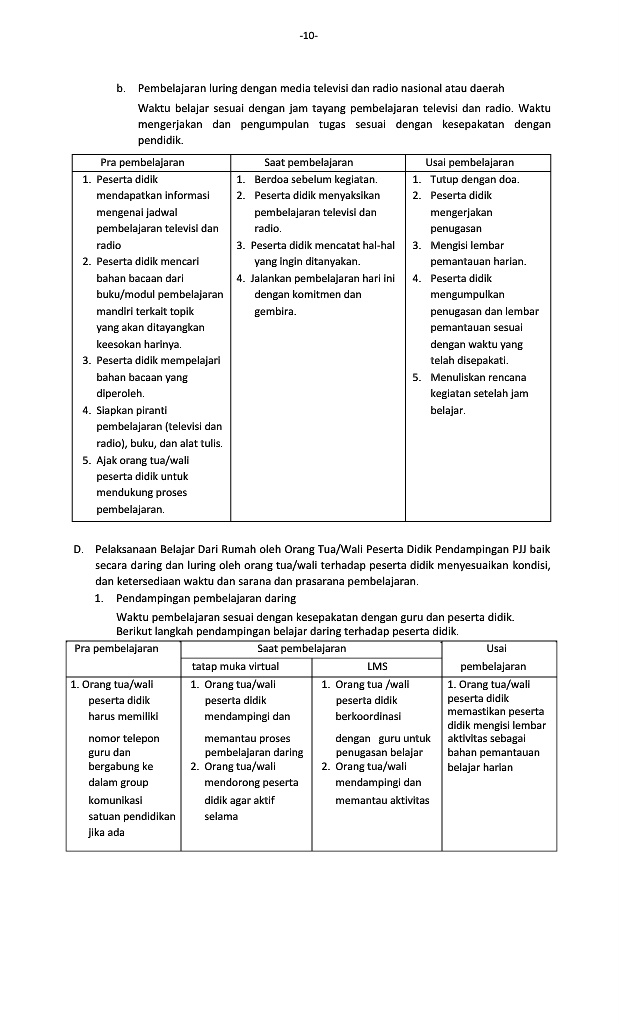 -10-
b. Pembelajaran luring dengan media televisi dan radio nasional atau daerah
Waktu belajar sesuai dengan jam tayang pembelajaran televisi dan radio. Waktu
mengerjakan dan pengumpulan tugas sesuai dengan kesepakatan dengan
pendidik.
Pra pembelajaran
1. Peserta didik
mendapatkan informasi
mengenai jadwal
pembelajaran televisi dan
radio
2. Peserta didik mencari
bahan bacaan dari
buku/modul pembelajaran
mandiri terkait topik
yang akan ditayangkan
keesokan harinya.
3. Peserta didik mempelajari
bahan bacaan yang
diperoleh.
4. Siapkan piranti
pembelajaran (televisi dan
radio), buku, dan alat tulis.
5. Ajak orang tua/wali
peserta didik untuk
mendukung proses
pembelajaran.
Saat pembelajaran
1. Berdoa sebelum kegiatan.
2. Peserta didik menyaksikan
pembelajaran televisi dan
radio.
3. Peserta didik mencatat hal-hal
yang ingin ditanyakan.
4. Jalankan pembelajaran hari ini
dengan komitmen dan
gembira.
Usai pembelajaran
1. Tutup dengan doa.
2. Peserta didik
mengerjakan
penugasan
3. Mengisi lembar
pemantauan harian.
4. Peserta didik
mengumpulkan
penugasan dan lembar
pemantauan sesuai
dengan waktu yang
telah disepakati.
5. Menuliskan rencana
kegiatan setelah jam
belajar.
D. Pelaksanaan Belajar Dari Rumah oleh Orang Tua/Wali Peserta Didik Pendampingan PJJ baik
secara daring dan luring oleh orang tua/wali terhadap peserta didik menyesuaikan kondisi,
dan ketersediaan waktu dan sarana dan prasarana pembelajaran.
1. Pendampingan pembelajaran daring
Waktu pembelajaran sesuai dengan kesepakatan dengan guru dan peserta didik.
Berikut langkah pendampingan belajar daring terhadap peserta didik.
Pra pembelajaran
1. Orang tua/wali
peserta didik
harus memiliki
nomor telepon
guru dan
bergabung ke
dalam group
komunikasi
satuan pendidikan
jika ada
Saat pembelajaran
tatap muka virtual
1. Orang tua/wali
peserta didik
mendampingi dan
memantau proses
pembelajaran daring
2. Orang tua/wali
mendorong peserta
didik agar aktif
selama
LMS
1. Orang tua /wali
peserta didik
berkoordinasi
dengan guru untuk
penugasan belajar
2. Orang tua/wali
mendampingi dan
memantau aktivitas
Usai
pembelajaran
1. Orang tua/wali
peserta didik
memastikan peserta
didik mengisi lembar
aktivitas sebagai
bahan pemantauan
belajar harian